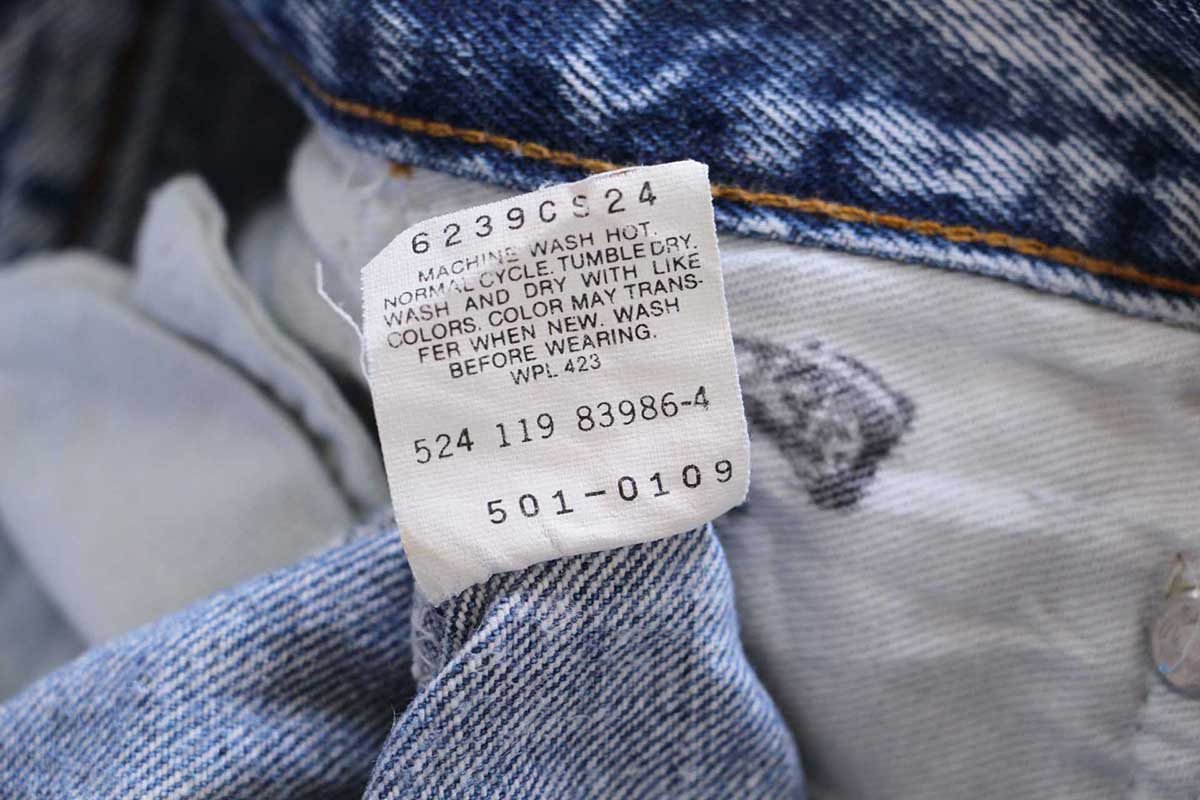 6239CS24
MACHINE WASH HOT.
NORMAL CYCLE. TUMBLE DRY.
WASH AND DRY WITH LIKE
COLORS. COLOR MAY TRANS-
FER WHEN NEW. WASH
BEFORE WEARING.
WPL 423
524 119 83986-4
501-0109